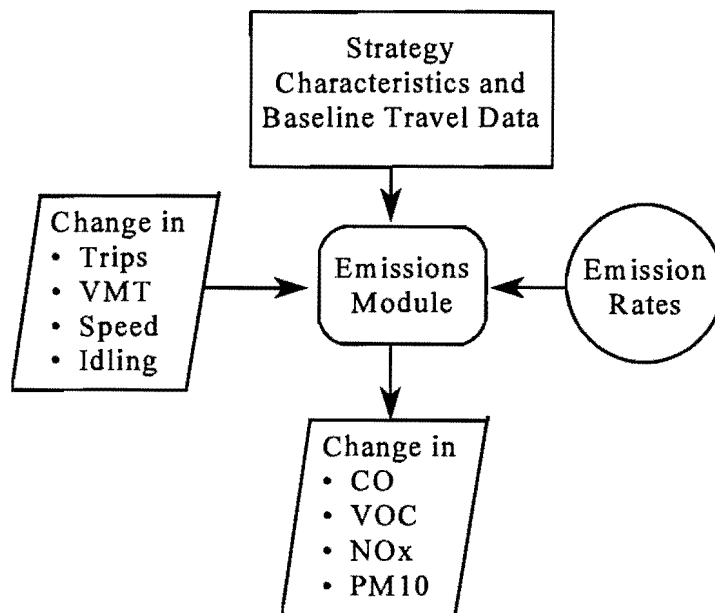 Strategy
Characteristics and
Baseline Travel Data
Change in
• Trips
• VMT
• Speed
• Idling
Emissions
Module
Emission
Rates
Change in
• CO
• VOC
• NOx
• PM10